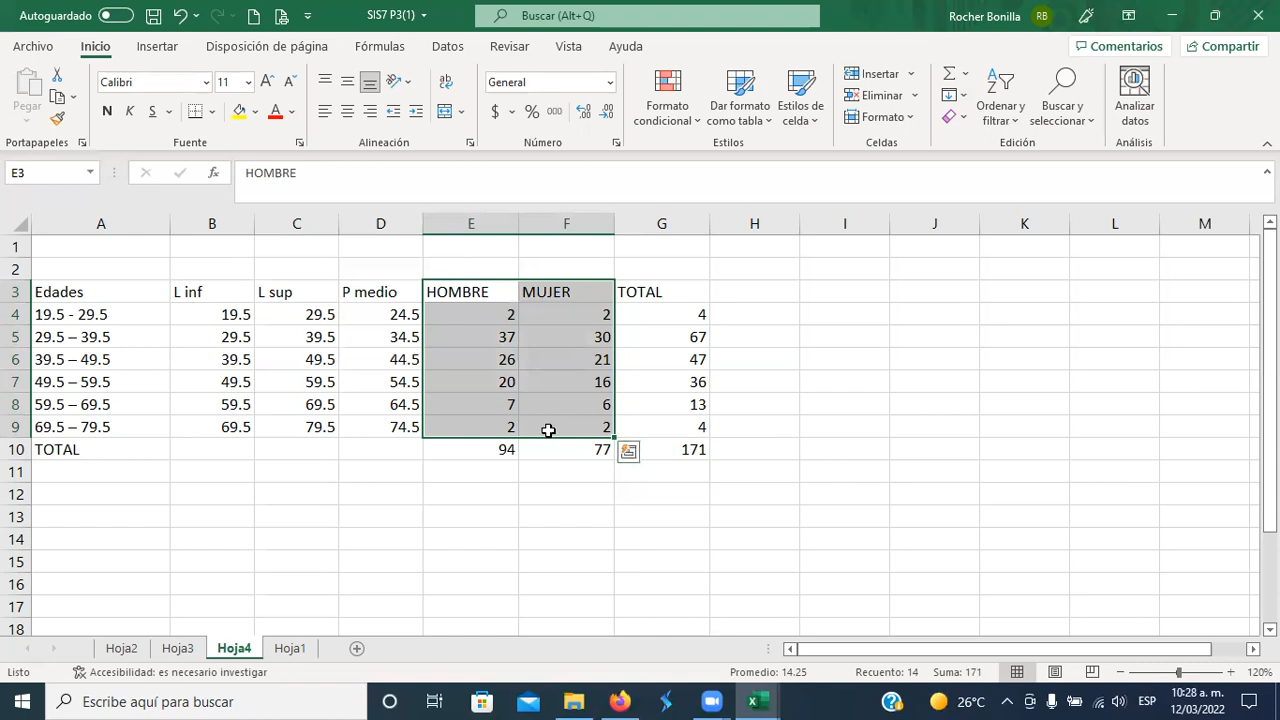 Autoguardado
SIS7 P3(1)
Buscar (Alt+Q)
Rocher Bonilla
RB
Archivo Inicio Insertar Disposición de página Fórmulas Datos Revisar Vista Ayuda
Comentarios Compartir
Pegar
Calibri 11
N K S
Portapapeles
Fuente
Alineación
General
$ % 000
Número
Formato condicional
Dar formato como tabla
Estilos de celda
Estilos
Insertar
Eliminar
Formato
Celdas
Ordenar y filtrar
Buscar y seleccionar
Edición
Analizar datos
Análisis
E3
fx
HOMBRE
A B C D E F G H I J K L M
1
2
3 Edades L inf L sup P medio HOMBRE MUJER TOTAL
4 19.5 - 29.5 19.5 29.5 24.5 2 2 4
5 29.5 – 39.5 29.5 39.5 34.5 37 30 67
6 39.5 – 49.5 39.5 49.5 44.5 26 21 47
7 49.5 – 59.5 49.5 59.5 54.5 20 16 36
8 59.5 – 69.5 59.5 69.5 64.5 7 6 13
9 69.5 – 79.5 69.5 79.5 74.5 2 2 4
10 TOTAL 94 77 171
11
12
13
14
15
16
17
18
Hoja2 Hoja3 Hoja4 Hoja1
Listo
Accesibilidad: es necesario investigar
Promedio: 14.25 Recuento: 14 Suma: 171
120%
Escribe aquí para buscar
26°C
ESP
10:28 a. m.
12/03/2022